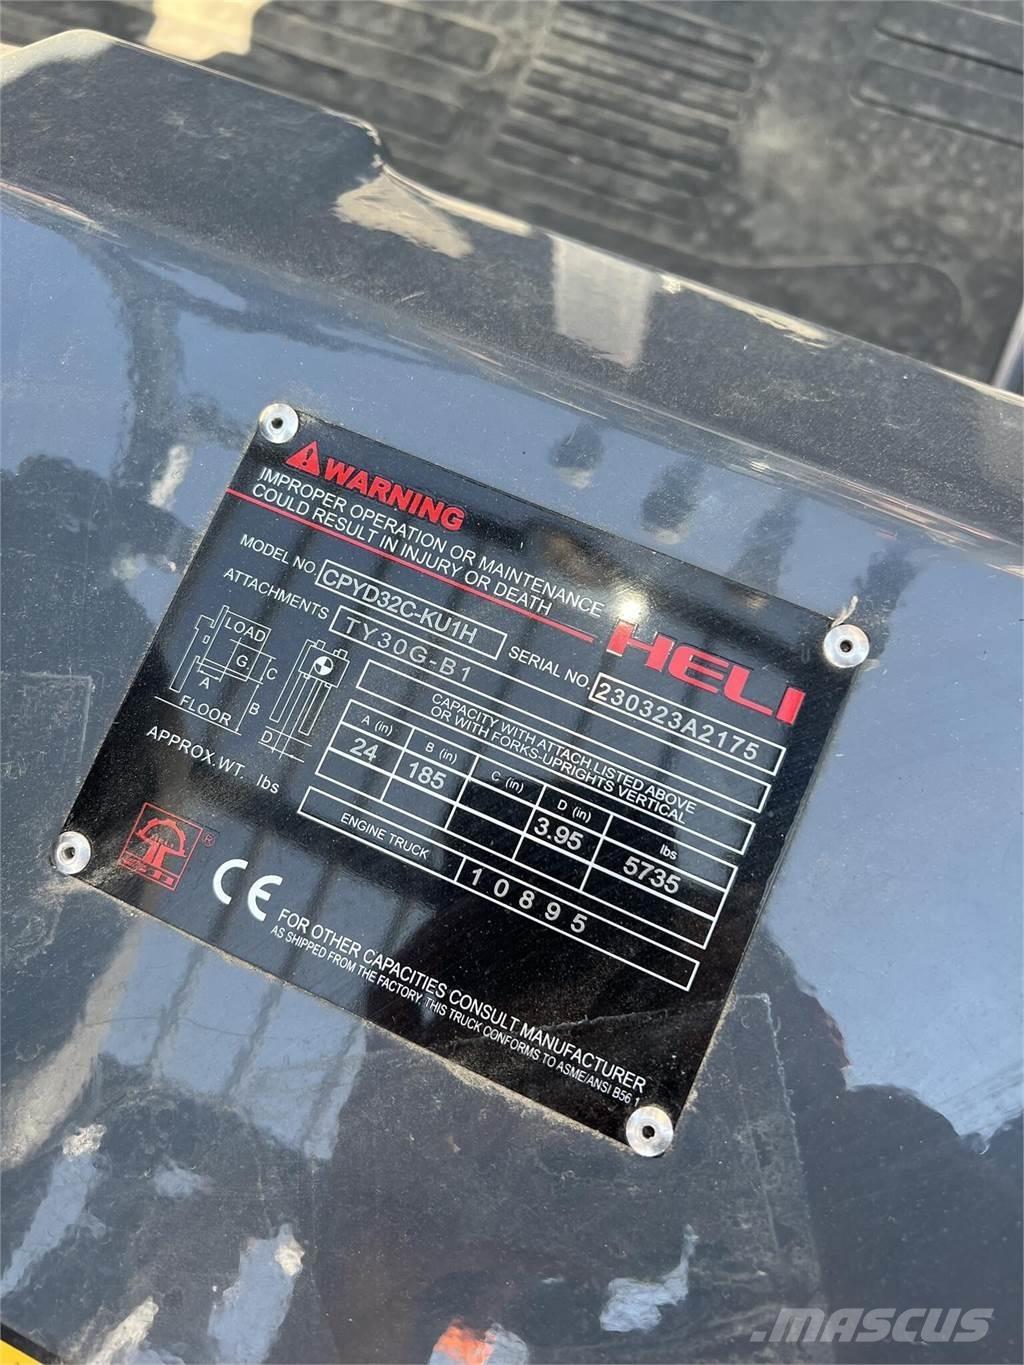 WARNING
IMPROPER OPERATION OR MAINTENANCE
COULD RESULT IN INJURY OR DEATH
HELI
MODEL NO. CPYD32C-KU1H SERIAL NO. 230323A2175
ATTACHMENTS TY30G-B1
LOAD
G
C
A
B
FLOOR
D
CAPACITY WITH ATTACH.LISTED ABOVE
OR WITH FORKS-UPRIGHTS VERTICAL
A (in) B (in) C (in) D (in) lbs
24 185 3.95 5735
APPROX.WT. lbs
ENGINE TRUCK 10895
®
CE
FOR OTHER CAPACITIES CONSULT MANUFACTURER
AS SHIPPED FROM THE FACTORY, THIS TRUCK CONFORMS TO ASME/ANSI B56.1
MASCUS